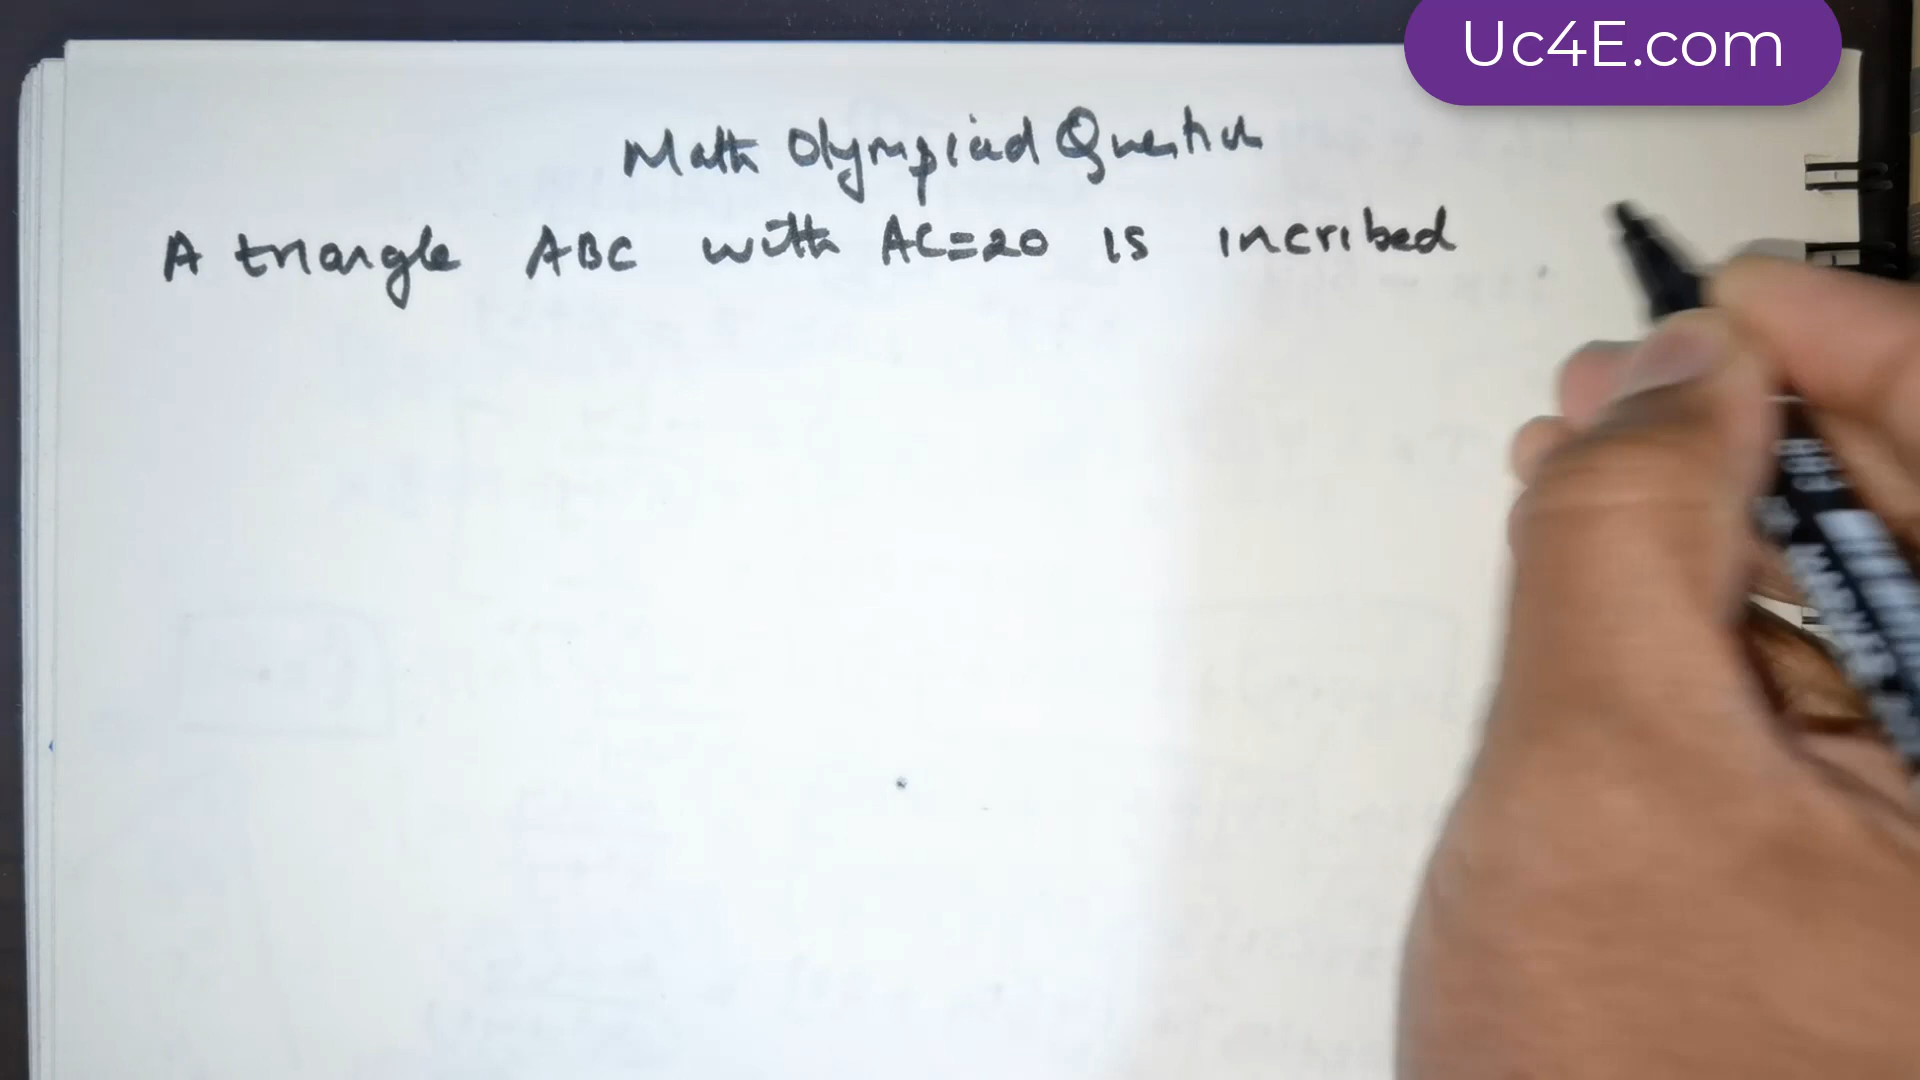 Uc4E.com
Math Olympiad Question
A triangle ABC with AC=20 is incribed